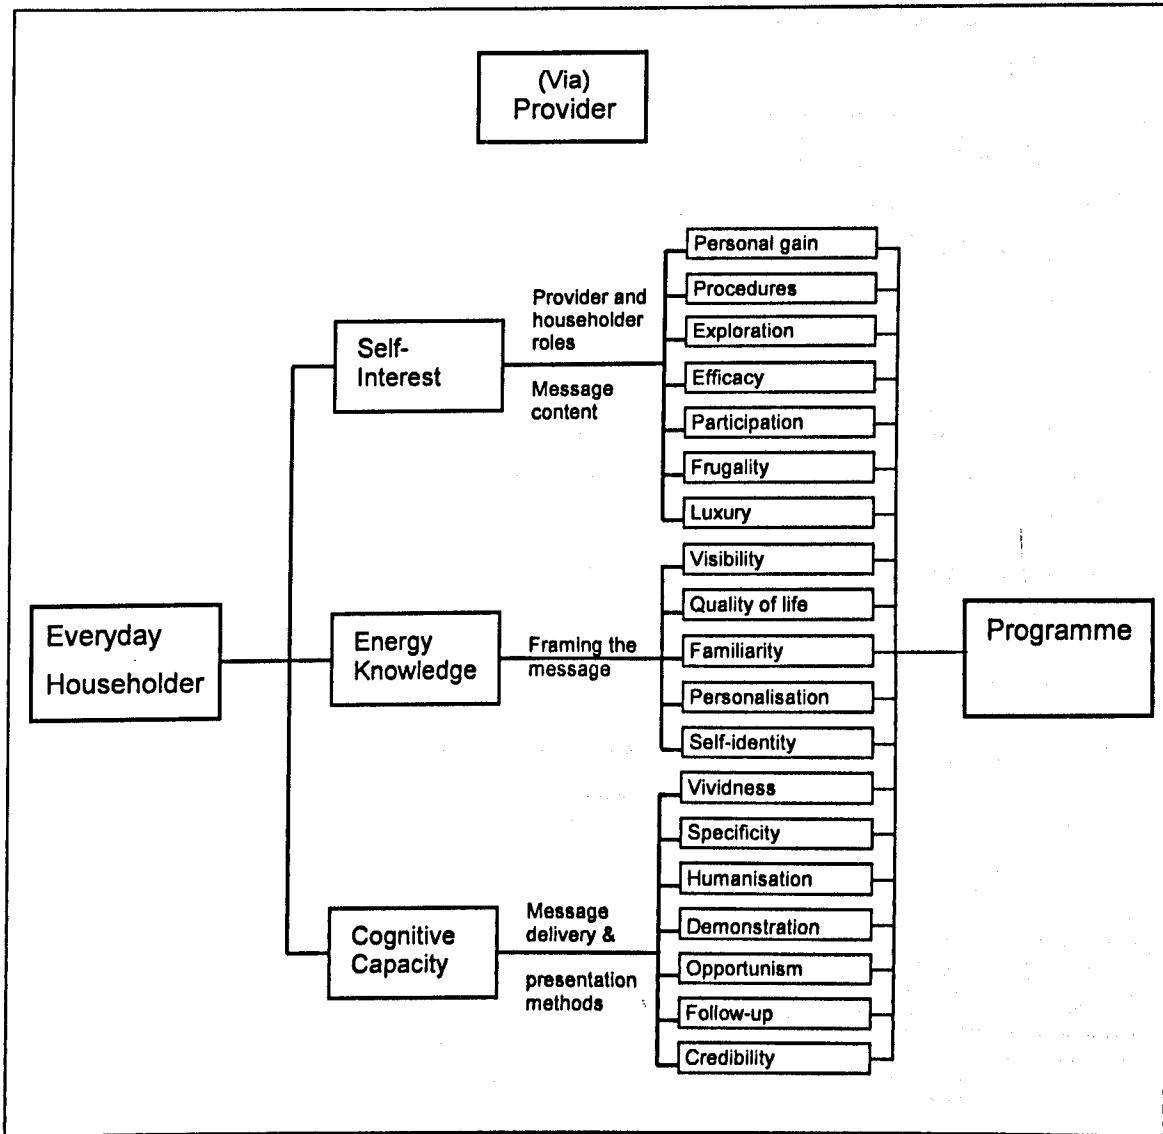 (Via)
Provider
Everyday
Householder
Self-
Interest
Energy
Knowledge
Cognitive
Capacity
Provider and
householder
roles
Message
content
Framing the
message
Message
delivery &
presentation
methods
Personal gain
Procedures
Exploration
Efficacy
Participation
Frugality
Luxury
Visibility
Quality of life
Familiarity
Personalisation
Self-identity
Vividness
Specificity
Humanisation
Demonstration
Opportunism
Follow-up
Credibility
Programme